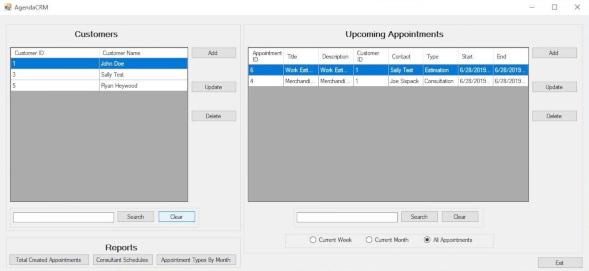 AgendaCRM
Customers
Customer ID Customer Name
1 John Doe
3 Sally Test
5 Ryan Heywood
Add
Update
Delete
Search Clear
Reports
Total Created Appointments Consultant Schedules Appointment Types By Month
Upcoming Appointments
Appointment ID Title Description Customer ID Contact Type Start End
6 Work Est... Work Est... 1 Sally Test Estimation 6/28/2019... 6/28/2019...
4 Merchandi... Merchandi... 1 Joe Sixpack Consultation 6/28/2019... 6/28/2019...
Add
Update
Delete
Search Clear
Current Week Current Month All Appointments
Exit